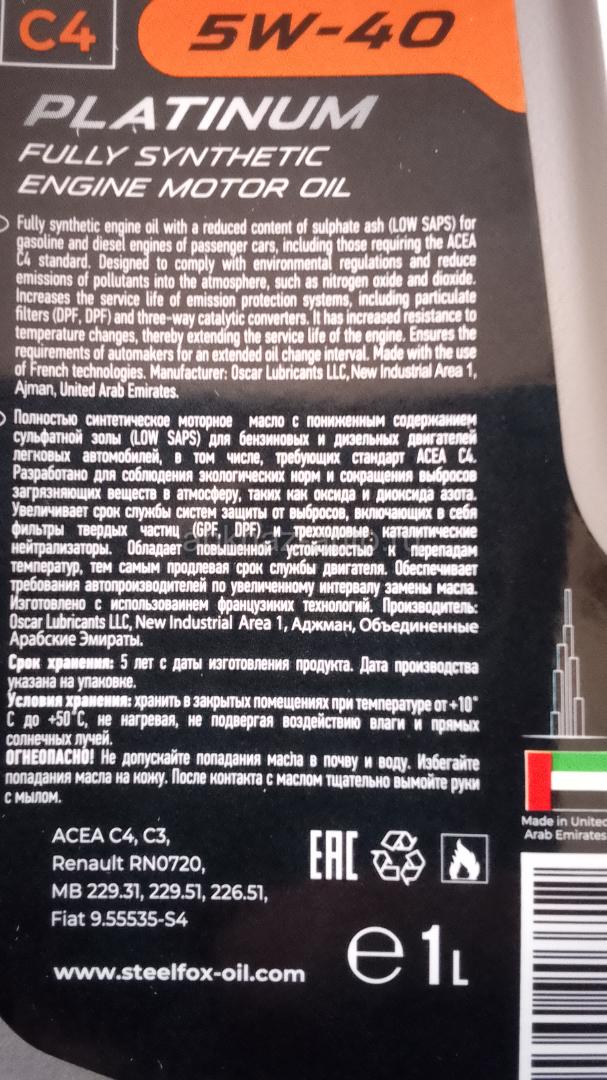 C4
5W-40
PLATINUM
FULLY SYNTHETIC
ENGINE MOTOR OIL
Fully synthetic engine oil with a reduced content of sulphate ash (LOW SAPS) for
gasoline and diesel engines of passenger cars, including those requiring the ACEA
C4 standard. Designed to comply with environmental regulations and reduce
emissions of pollutants into the atmosphere, such as nitrogen oxide and dioxide.
Increases the service life of emission protection systems, including particulate
filters (DPF, DPF) and three-way catalytic converters. It has increased resistance to
temperature changes, thereby extending the service life of the engine. Ensures the
requirements of automakers for an extended oil change interval. Made with the use
of French technologies. Manufacturer: Oscar Lubricants LLC, New Industrial Area 1,
Ajman, United Arab Emirates.
Полностью синтетическое моторное масло с пониженным содержанием
сульфатной золы (LOW SAPS) для бензиновых и дизельных двигателей
легковых автомобилей, в том числе, требующих стандарт ACEA C4.
Разработано для соблюдения экологических норм и сокращения выбросов
загрязняющих веществ в атмосферу, таких как оксида и диоксида азота.
Увеличивает срок службы систем защиты от выбросов, включающих в себя
фильтры твердых частиц (GPF, DPF) и трехходовые каталитические
нейтрализаторы. Обладает повышенной устойчивостью к перепадам
температур, тем самым продлевая срок службы двигателя. Обеспечивает
требования автопроизводителей по увеличенному интервалу замены масла.
Изготовлено с использованием французких технологий. Производитель:
Oscar Lubricants LLC, New Industrial Area 1, Аджман, Объединенные
Арабские Эмираты.
Срок хранения: 5 лет с даты изготовления продукта. Дата производства
указана на упаковке.
Условия хранения: хранить в закрытых помещениях при температуре от +10°
С до +50°С, не нагревая, не подвергая воздействию влаги и прямых
солнечных лучей.
ОГНЕОПАСНО! Не допускайте попадания масhа в почву и воду. Избегайте
попадания масла на кожу. После контакта с маслом тщательно вымойте руки
с мылом.
ACEA C4, C3,
Renault RN0720,
MB 229.31, 229.51, 226.51,
Fiat 9.55535-S4
EAC
www.steelfox-oil.com
e 1L
Made in United
Arab Emirates